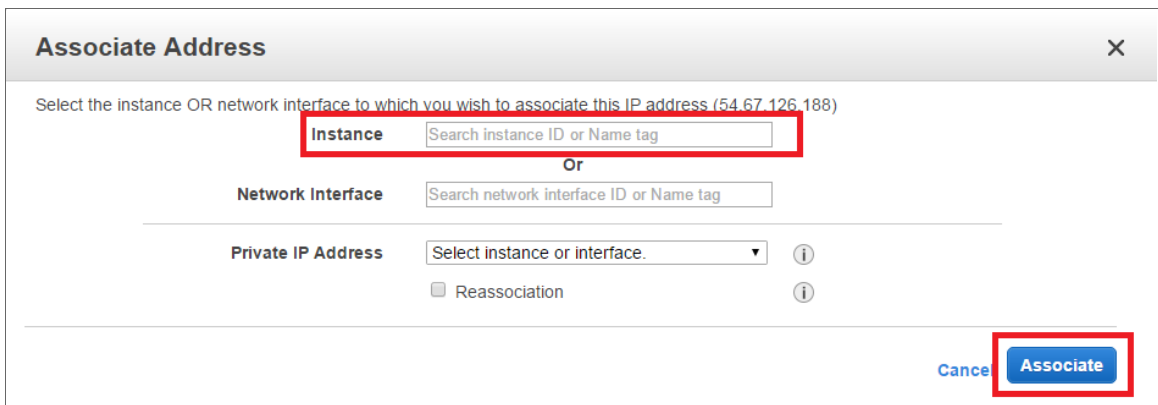 Associate Address
Select the instance OR network interface to which you wish to associate this IP address (54.67.126.188)
Instance Search instance ID or Name tag
Or
Network Interface Search network interface ID or Name tag
Private IP Address Select instance or interface.
Reassociation
Cancel Associate